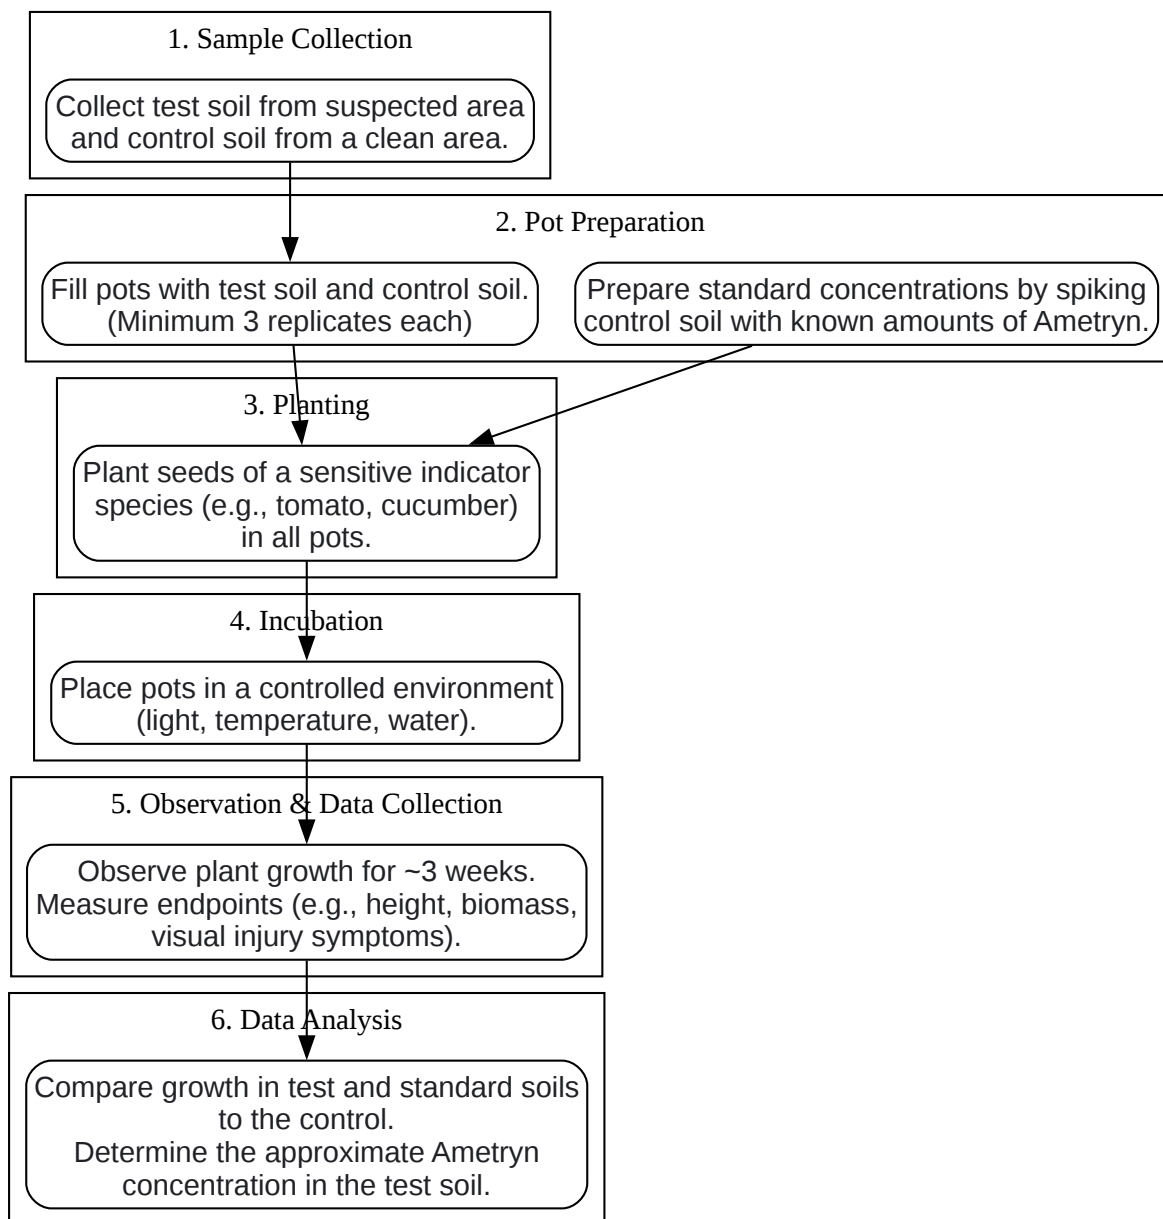 1. Sample Collection
Collect test soil from suspected area
and control soil from a clean area.
2. Pot Preparation
Fill pots with test soil and control soil.
(Minimum 3 replicates each)
Prepare standard concentrations by spiking
control soil with known amounts of Ametryn.
3. Planting
Plant seeds of a sensitive indicator
species (e.g., tomato, cucumber)
in all pots.
4. Incubation
Place pots in a controlled environment
(light, temperature, water).
5. Observation & Data Collection
Observe plant growth for ~3 weeks.
Measure endpoints (e.g., height, biomass,
visual injury symptoms).
6. Data Analysis
Compare growth in test and standard soils
to the control.
Determine the approximate Ametryn
concentration in the test soil.